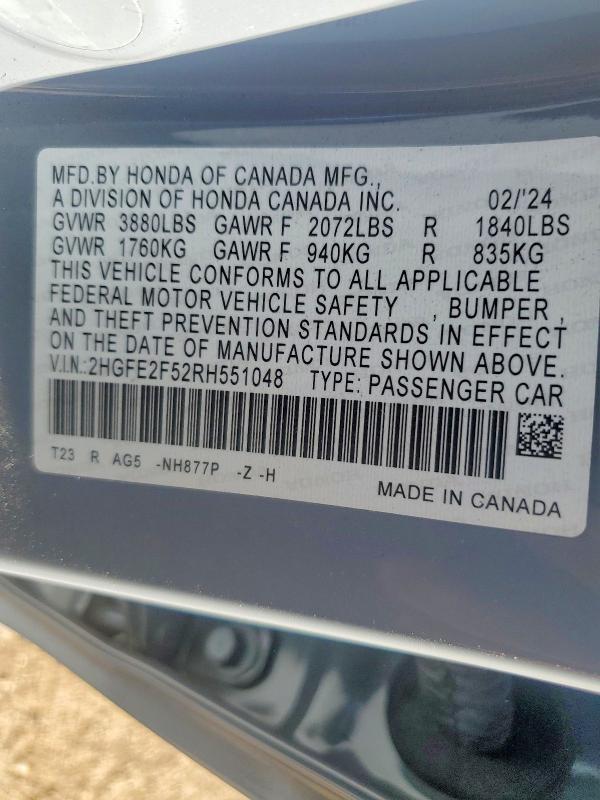 MFD.BY HONDA OF CANADA MFG.,
A DIVISION OF HONDA CANADA INC. 02/'24
GVWR 3880LBS GAWR F 2072LBS R 1840LBS
GVWR 1760KG GAWR F 940KG R 835KG
THIS VEHICLE CONFORMS TO ALL APPLICABLE
FEDERAL MOTOR VEHICLE SAFETY , BUMPER ,
AND THEFT PREVENTION STANDARDS IN EFFECT
ON THE DATE OF MANUFACTURE SHOWN ABOVE.
V.I.N.:2HGFE2F52RH551048 TYPE: PASSENGER CAR
T23 R AG5 -NH877P -Z -H
MADE IN CANADA